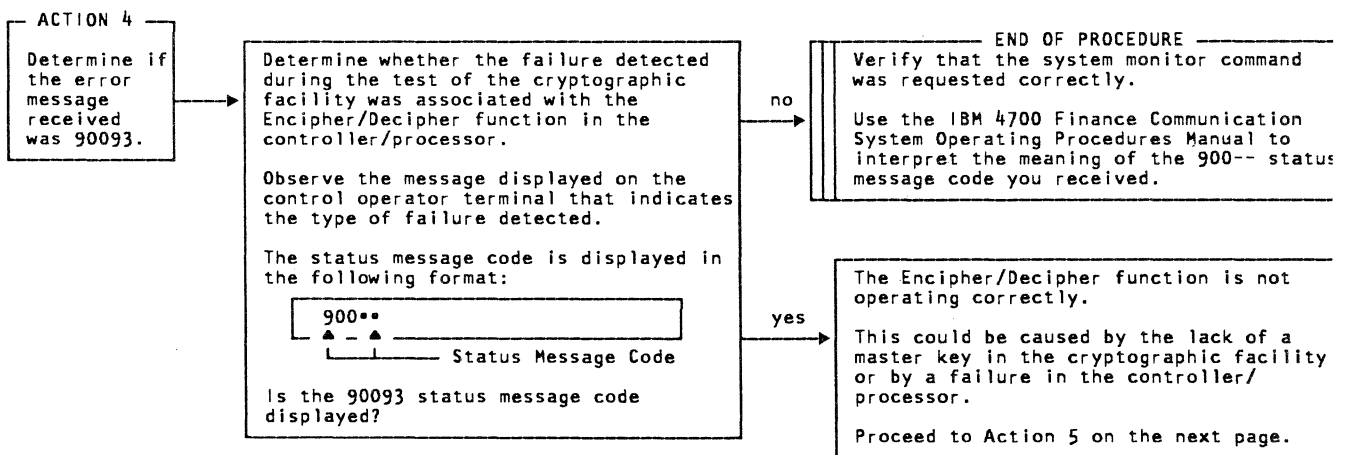 ACTION 4
Determine if
the error
message
received
was 90093.
Determine whether the failure detected
during the test of the cryptographic
facility was associated with the
Encipher/Decipher function in the
controller/processor.
Observe the message displayed on the
control operator terminal that indicates
the type of failure detected.
The status message code is displayed in
the following format:
900••
Status Message Code
Is the 90093 status message code
displayed?
no
END OF PROCEDURE
Verify that the system monitor command
was requested correctly.
Use the IBM 4700 Finance Communication
System Operating Procedures Manual to
interpret the meaning of the 900-- status
message code you received.
yes
The Encipher/Decipher function is not
operating correctly.
This could be caused by the lack of a
master key in the cryptographic facility
or by a failure in the controller/
processor.
Proceed to Action 5 on the next page.